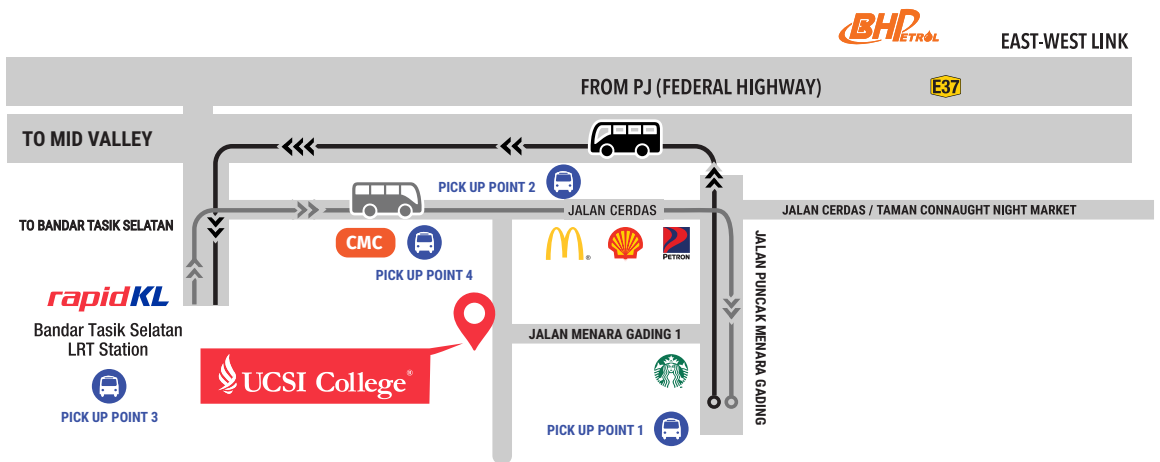 BHPETROL
EAST-WEST LINK
FROM PJ (FEDERAL HIGHWAY)
E37
TO MID VALLEY
PICK UP POINT 2
JALAN CERDAS
JALAN CERDAS / TAMAN CONNAUGHT NIGHT MARKET
TO BANDAR TASIK SELATAN
CMC
PETRON
PICK UP POINT 4
JALAN PUNCAK MENARA GADING
rapidKL
Bandar Tasik Selatan
LRT Station
JALAN MENARA GADING 1
UCSI College®
PICK UP POINT 3
PICK UP POINT 1